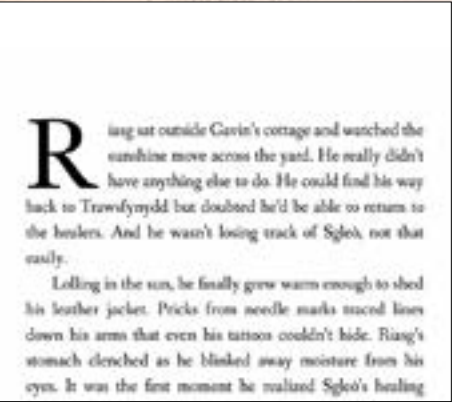 Riasg sat outside Gavin's cottage and watched the
sunshine move across the yard. He really didn't
have anything else to do. He could find his way
back to Trawsfynydd but doubted he'd be able to return to
the healers. And he wasn't losing track of Sgleò, not that
easily.
Lolling in the sun, he finally grew warm enough to shed
his leather jacket. Pricks from needle marks traced lines
down his arms that even his tattoos couldn't hide. Riasg's
stomach clenched as he blinked away moisture from his
eyes. It was the first moment he realized Sgleò's healing